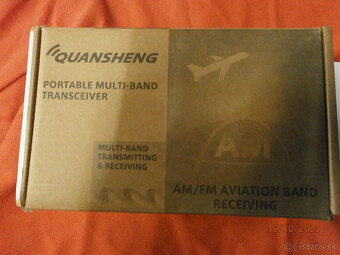 QUANSHENG
PORTABLE MULTI-BAND
TRANSCEIVER
MULTI-BAND
TRANSMITTING
& RECEIVING
AM
AM/FM AVIATION BAND
RECEIVING
Bazos.sk